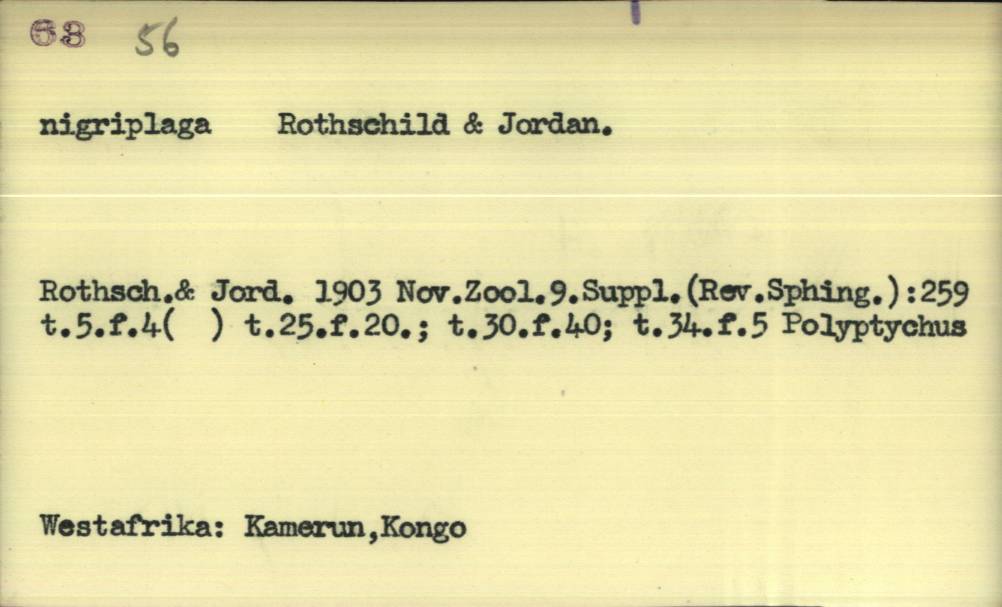 63 56
nigriplaga Rothschild & Jordan.
Rothsch.& Jord. 1903 Nov.Zool.9.Suppl.(Rev.Sphing.):259
t.5.f.4( ) t.25.f.20.; t.30.f.40; t.34.f.5 Polyptychus
Westafrika: Kamerun,Kongo